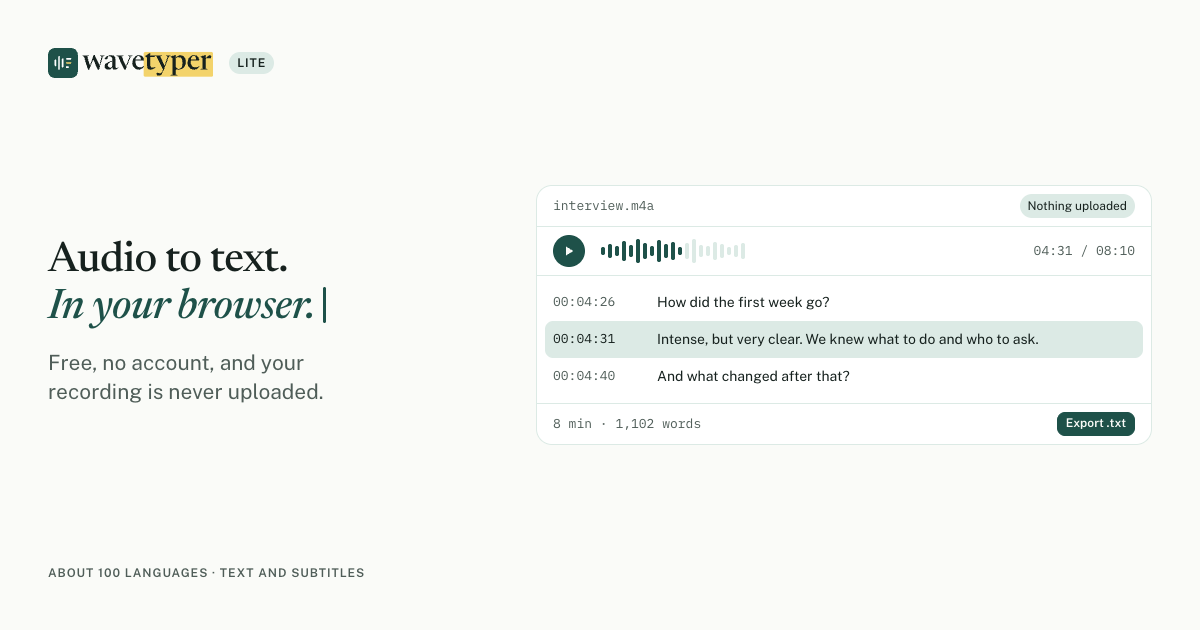 wavetyper LITE
Audio to text.
In your browser.
Free, no account, and your
recording is never uploaded.
interview.m4a Nothing uploaded
04:31 / 08:10
00:04:26 How did the first week go?
00:04:31 Intense, but very clear. We knew what to do and who to ask.
00:04:40 And what changed after that?
8 min · 1,102 words Export .txt
ABOUT 100 LANGUAGES · TEXT AND SUBTITLES